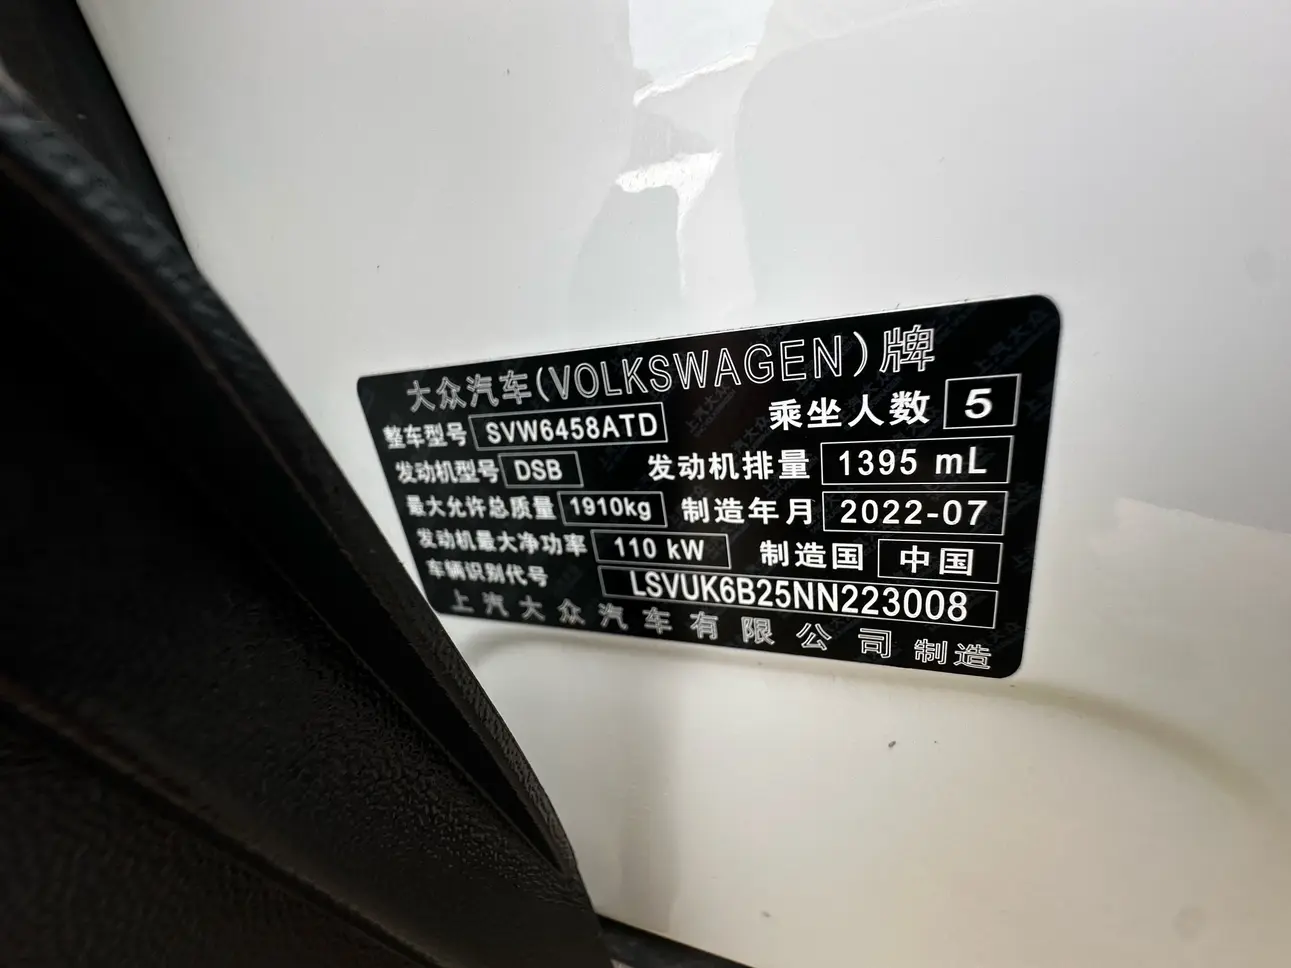 大众汽车(VOLKSWAGEN)牌
整车型号 SVW6458ATD 乘坐人数 5
发动机型号 DSB 发动机排量 1395 mL
最大允许总质量 1910kg 制造年月 2022-07
发动机最大净功率 110 kW 制造国 中国
车辆识别代号 LSVUK6B25NN223008
上汽大众汽车有限公司制造